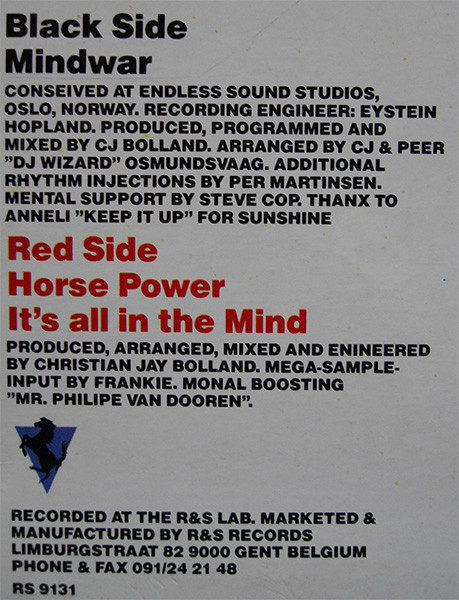 Black Side
Mindwar
CONSEIVED AT ENDLESS SOUND STUDIOS,
OSLO, NORWAY. RECORDING ENGINEER: EYSTEIN
HOPLAND. PRODUCED, PROGRAMMED AND
MIXED BY CJ BOLLAND. ARRANGED BY CJ & PEER
”DJ WIZARD” OSMUNDSVAAG. ADDITIONAL
RHYTHM INJECTIONS BY PER MARTINSEN.
MENTAL SUPPORT BY STEVE COP. THANX TO
ANNELI ”KEEP IT UP” FOR SUNSHINE
Red Side
Horse Power
It's all in the Mind
PRODUCED, ARRANGED, MIXED AND ENINEERED
BY CHRISTIAN JAY BOLLAND. MEGA-SAMPLE-
INPUT BY FRANKIE. MONAL BOOSTING
”MR. PHILIPE VAN DOOREN”.
RECORDED AT THE R&S LAB. MARKETED &
MANUFACTURED BY R&S RECORDS
LIMBURGSTRAAT 82 9000 GENT BELGIUM
PHONE & FAX 091/24 21 48
RS 9131